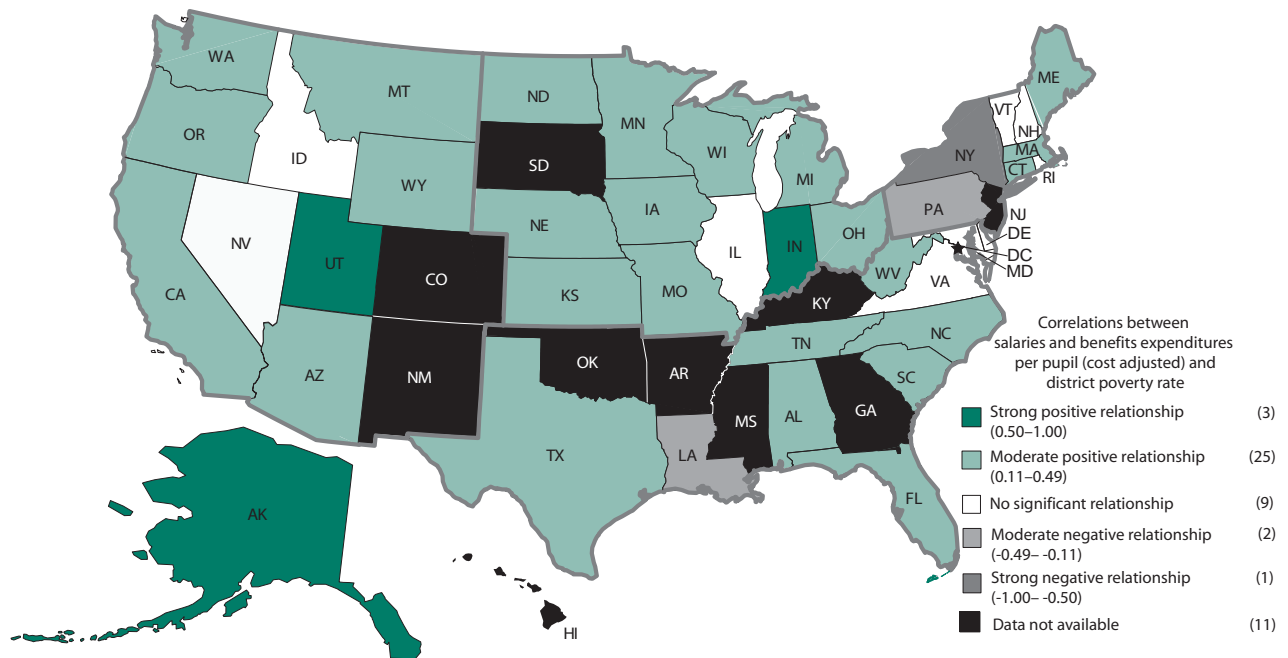 WA
MT
ND
MN
ME
VT
NH
OR
ID
WI
NY
MA
SD
MI
CT
RI
WY
IA
PA
NE
NJ
OH
DE
NV
IL
IN
UT
DC
CO
WV
MD
CA
KS
MO
VA
KY
NC
TN
AZ
OK
NM
AR
SC
MS
AL
GA
TX
LA
FL
AK
HI
Correlations between
salaries and benefits expenditures
per pupil (cost adjusted) and
district poverty rate
Strong positive relationship (3)
(0.50–1.00)
Moderate positive relationship (25)
(0.11–0.49)
No significant relationship (9)
Moderate negative relationship (2)
(-0.49– -0.11)
Strong negative relationship (1)
(-1.00– -0.50)
Data not available (11)